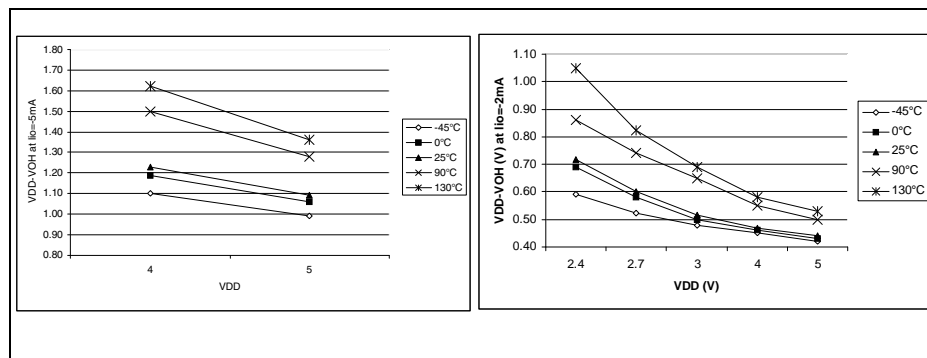 VDD-VOH at Iio=-5mA
1.80
1.70
1.60
1.50
1.40
1.30
1.20
1.10
1.00
0.90
0.80
4
5
VDD
-45°C
0°C
25°C
90°C
130°C
VDD-VOH (V) at Iio=-2mA
1.10
1.00
0.90
0.80
0.70
0.60
0.50
0.40
2.4
2.7
3
4
5
VDD (V)
-45°C
0°C
25°C
90°C
130°C